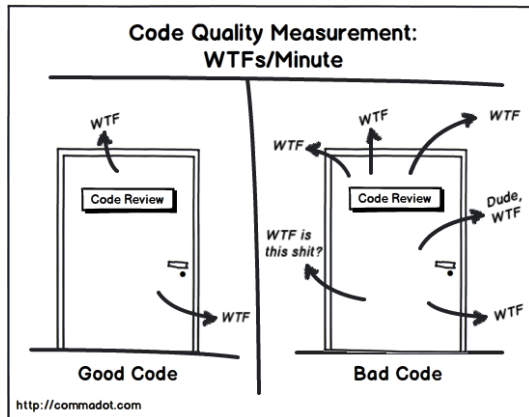 Code Quality Measurement:
WTFs/Minute
WTF
Code Review
WTF
Good Code
WTF
WTF
WTF
Code Review
Dude,
WTF
WTF is
this shit?
WTF
Bad Code
http://commadot.com